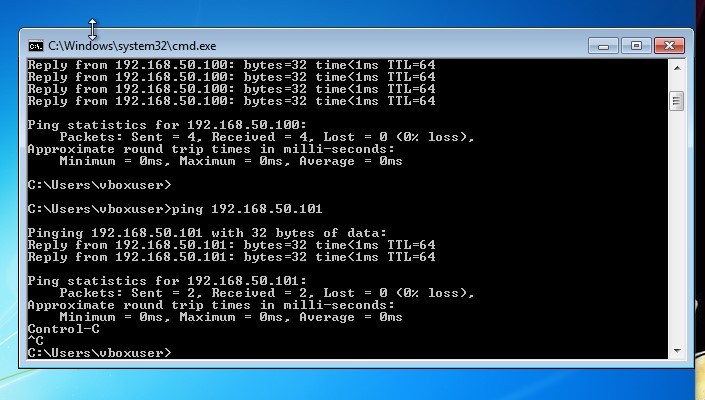 C:\Windows\system32\cmd.exe
Reply from 192.168.50.100: bytes=32 time<1ms TTL=64
Reply from 192.168.50.100: bytes=32 time<1ms TTL=64
Reply from 192.168.50.100: bytes=32 time<1ms TTL=64
Reply from 192.168.50.100: bytes=32 time<1ms TTL=64
Ping statistics for 192.168.50.100:
Packets: Sent = 4, Received = 4, Lost = 0 (0% loss),
Approximate round trip times in milli-seconds:
Minimum = 0ms, Maximum = 0ms, Average = 0ms
C:\Users\vboxuser>
C:\Users\vboxuser>ping 192.168.50.101
Pinging 192.168.50.101 with 32 bytes of data:
Reply from 192.168.50.101: bytes=32 time<1ms TTL=64
Reply from 192.168.50.101: bytes=32 time<1ms TTL=64
Ping statistics for 192.168.50.101:
Packets: Sent = 2, Received = 2, Lost = 0 (0% loss),
Approximate round trip times in milli-seconds:
Minimum = 0ms, Maximum = 0ms, Average = 0ms
Control-C
^C
C:\Users\vboxuser>